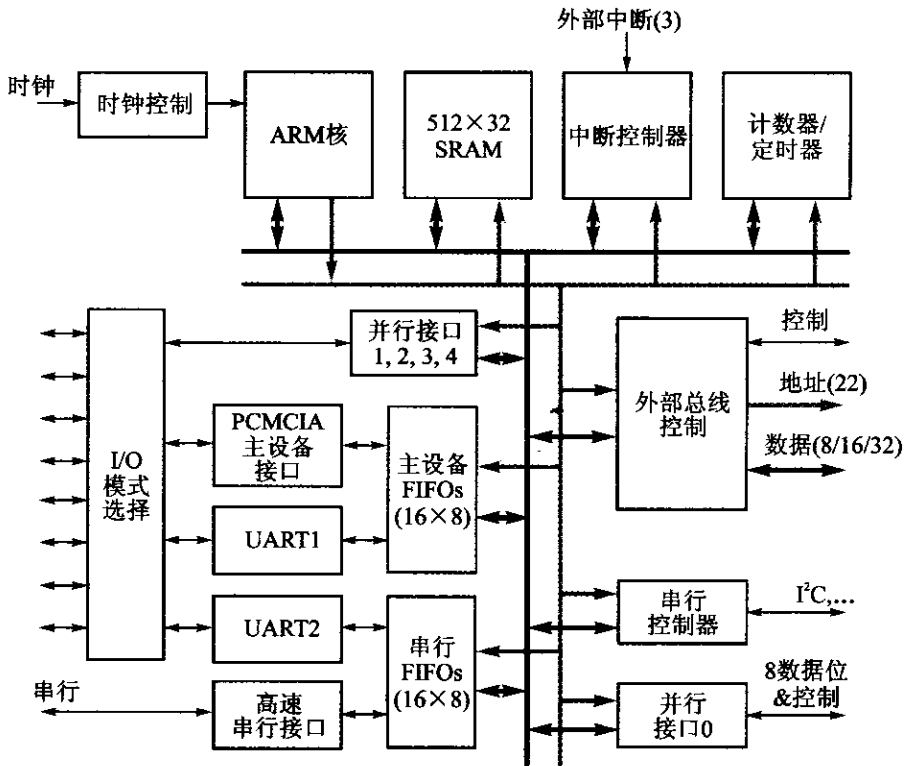 外部中断(3)
时钟
时钟控制
ARM核
512×32
SRAM
中断控制器
计数器/
定时器
并行接口
1, 2, 3, 4
I/O
模式
选择
PCMCIA
主设备
接口
UART1
主设备
FIFOs
(16×8)
UART2
串行
高速
串行接口
串行
FIFOs
(16×8)
外部总线
控制
控制
地址(22)
数据(8/16/32)
串行
控制器
I²C,…
并行
接口0
8数据位
&控制